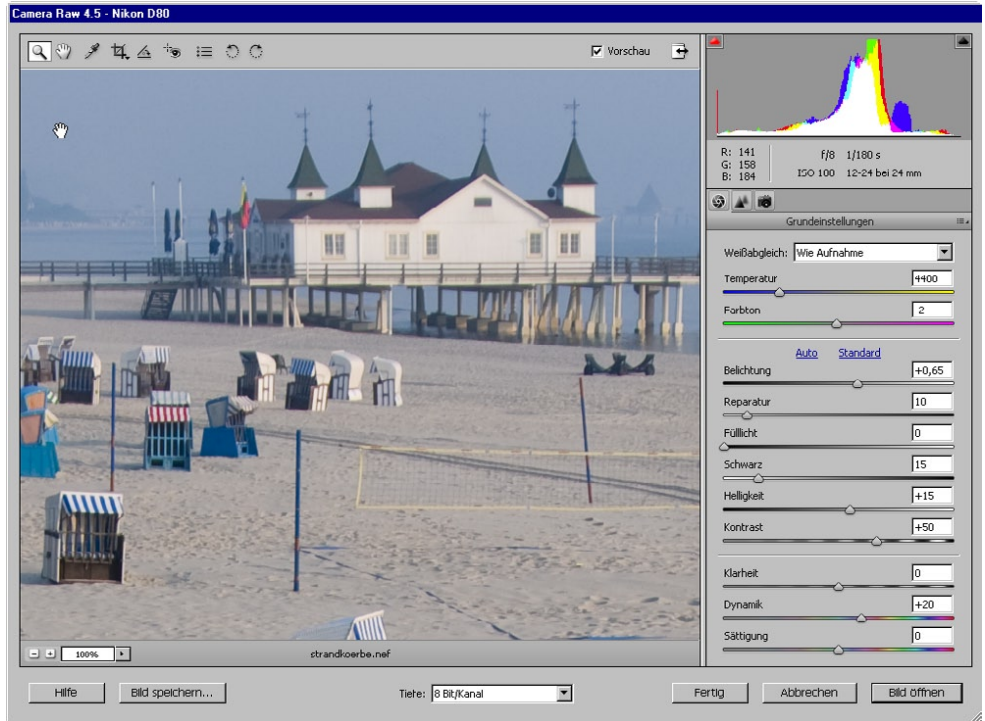 Camera Raw 4.5 - Nikon D80
Vorschau
R: 141
G: 158
B: 184
f/8 1/180 s
ISO 100 12-24 bei 24 mm
Grundeinstellungen
Weißabgleich: Wie Aufnahme
Temperatur 4400
Farbton 2
Auto Standard
Belichtung +0,65
Reparatur 10
Fülllicht 0
Schwarz 15
Helligkeit +15
Kontrast +50
Klarheit 0
Dynamik +20
Sättigung 0
100% strandkoerbe.nef
Hilfe Bild speichern... Tiefe: 8 Bit/Kanal Fertig Abbrechen Bild öffnen